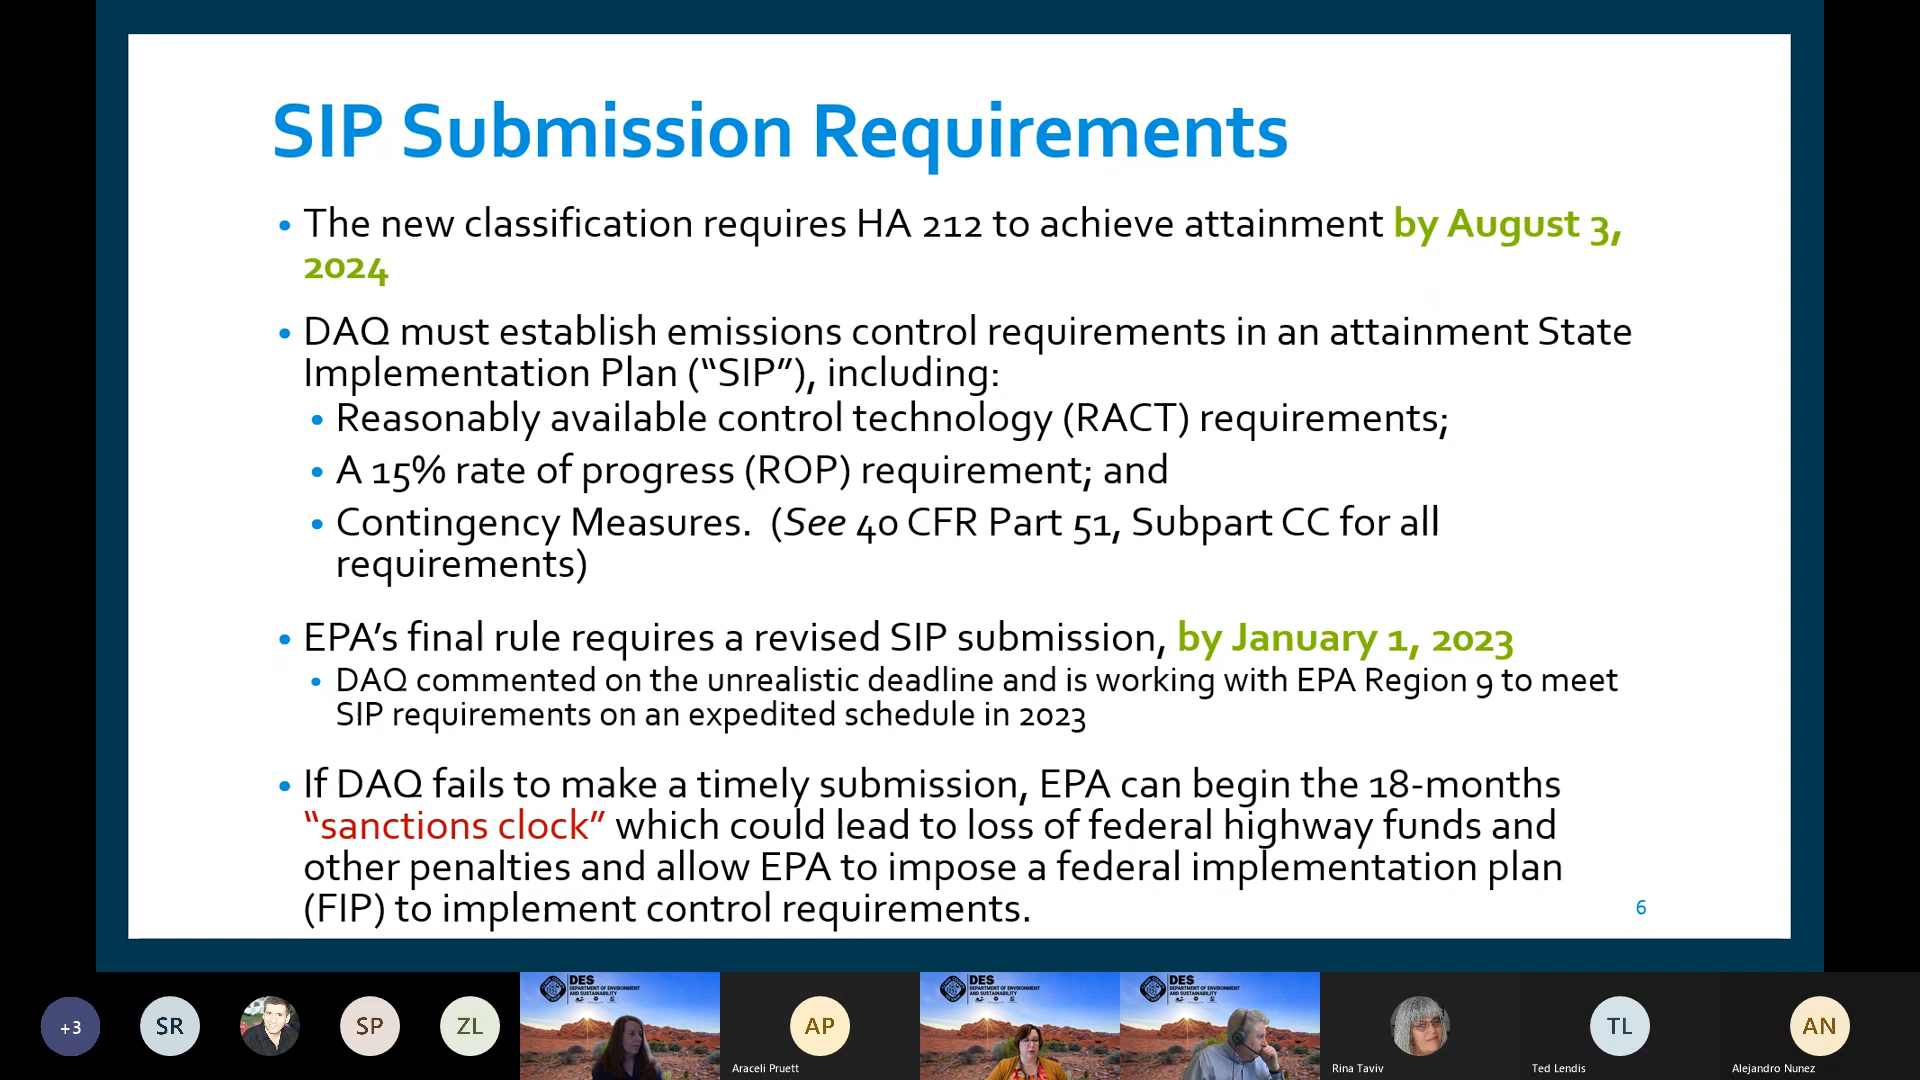 SIP Submission Requirements
• The new classification requires HA 212 to achieve attainment by August 3,
2024
• DAQ must establish emissions control requirements in an attainment State
Implementation Plan (“SIP”), including:
• Reasonably available control technology (RACT) requirements;
• A 15% rate of progress (ROP) requirement; and
• Contingency Measures.  (See 40 CFR Part 51, Subpart CC for all
requirements)
• EPA’s final rule requires a revised SIP submission, by January 1, 2023
• DAQ commented on the unrealistic deadline and is working with EPA Region 9 to meet
SIP requirements on an expedited schedule in 2023
• If DAQ fails to make a timely submission, EPA can begin the 18-months
“sanctions clock” which could lead to loss of federal highway funds and
other penalties and allow EPA to impose a federal implementation plan
(FIP) to implement control requirements.
6
+3
SR
SP
ZL
DES
DEPARTMENT OF ENVIRONMENT
AND SUSTAINABILITY
AP
Araceli Pruett
DES
DEPARTMENT OF ENVIRONMENT
AND SUSTAINABILITY
DES
DEPARTMENT OF ENVIRONMENT
AND SUSTAINABILITY
Rina Taviv
TL
Ted Lendis
AN
Alejandro Nunez